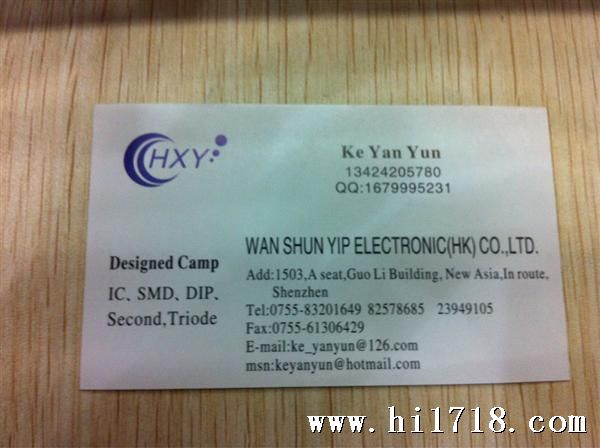 CHXY
Ke Yan Yun
13424205780
QQ:1679995231
Designed Camp
IC、SMD、DIP、
Second,Triode
WAN SHUN YIP ELECTRONIC(HK) CO.,LTD.
Add:1503,A seat,Guo Li Building, New Asia,In route,
Shenzhen
Tel:0755-83201649 82578685 23949105
Fax:0755-61306429
E-mail:ke_yanyun@126.com
msn:keyanyun@hotmail.com
www.hi1718.com